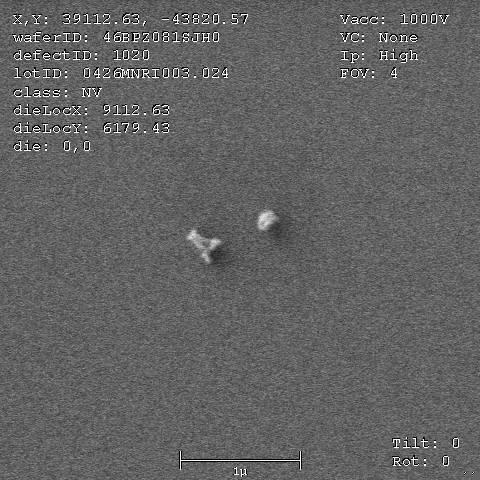 X,Y: 39112.63, -43820.57
Vacc: 1000V
waferID: 46BPZ081SJH0
VC: None
defectID: 1020
Ip: High
lotID: 0426MNRI003.024
FOV: 4
class: NV
dieLocX: 9112.63
dieLocY: 6179.43
die: 0,0
Tilt: 0
Rot: 0
1μ